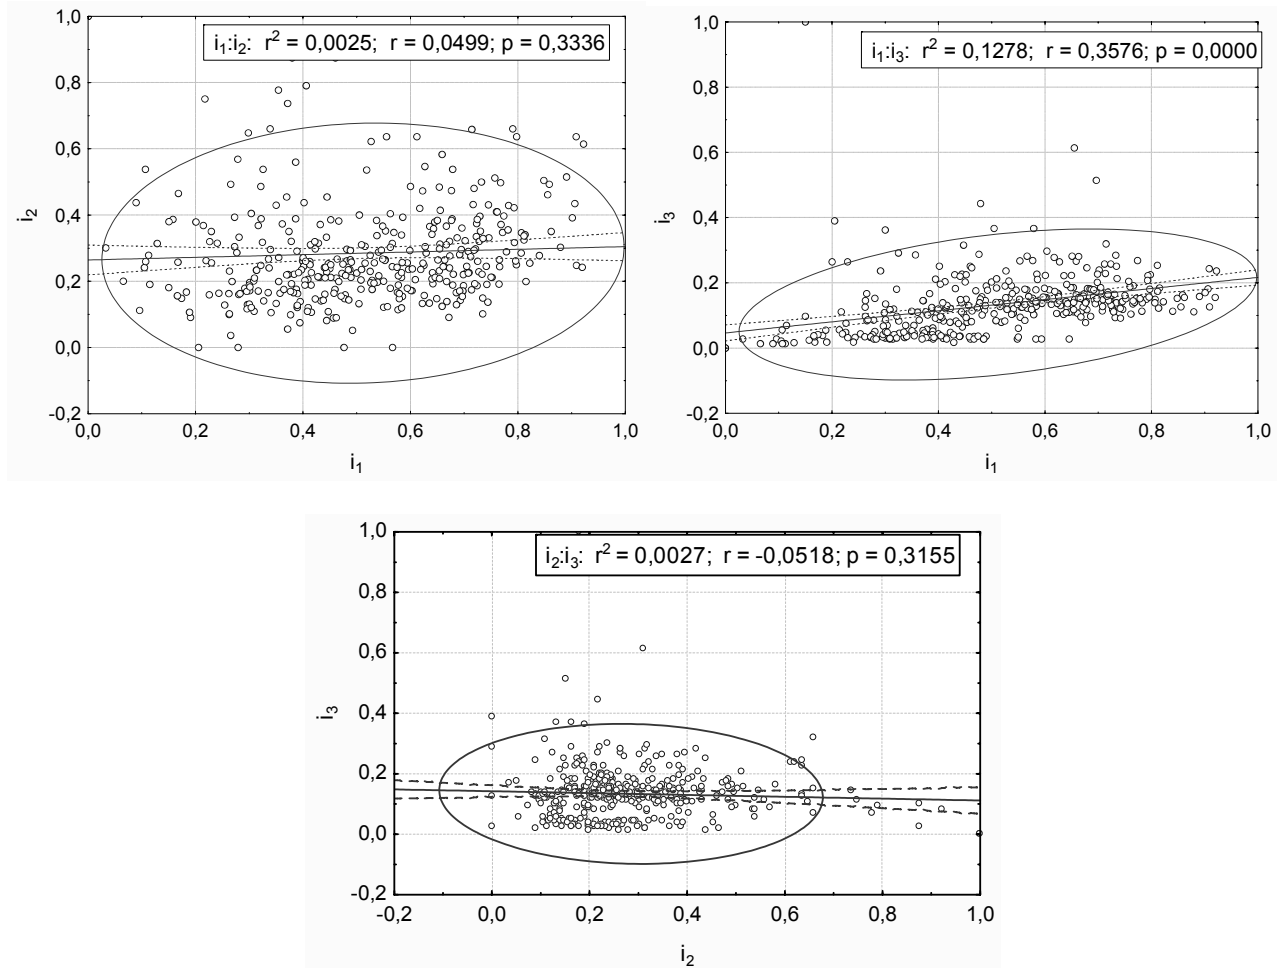 i₁:i₂: r² = 0,0025; r = 0,0499; p = 0,3336
1,0
0,8
0,6
0,4
0,2
0,0
-0,2
i₂
0,0 0,2 0,4 0,6 0,8 1,0
i₁
i₁:i₃: r² = 0,1278; r = 0,3576; p = 0,0000
1,0
0,8
0,6
0,4
0,2
0,0
-0,2
i₃
0,2 0,4 0,6 0,8 1,0
i₁
i₂:i₃: r² = 0,0027; r = -0,0518; p = 0,3155
1,0
0,8
0,6
0,4
0,2
0,0
-0,2
i₃
-0,2 0,0 0,2 0,4 0,6 0,8 1,0
i₂